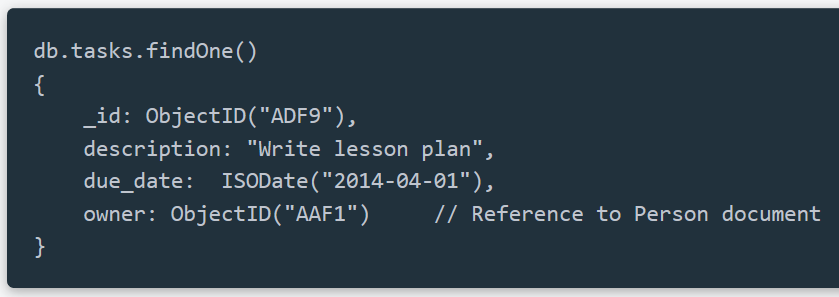 db.tasks.findOne()
{
    _id: ObjectID("ADF9"),
    description: "Write lesson plan",
    due_date:  ISODate("2014-04-01"),
    owner: ObjectID("AAF1")     // Reference to Person document
}